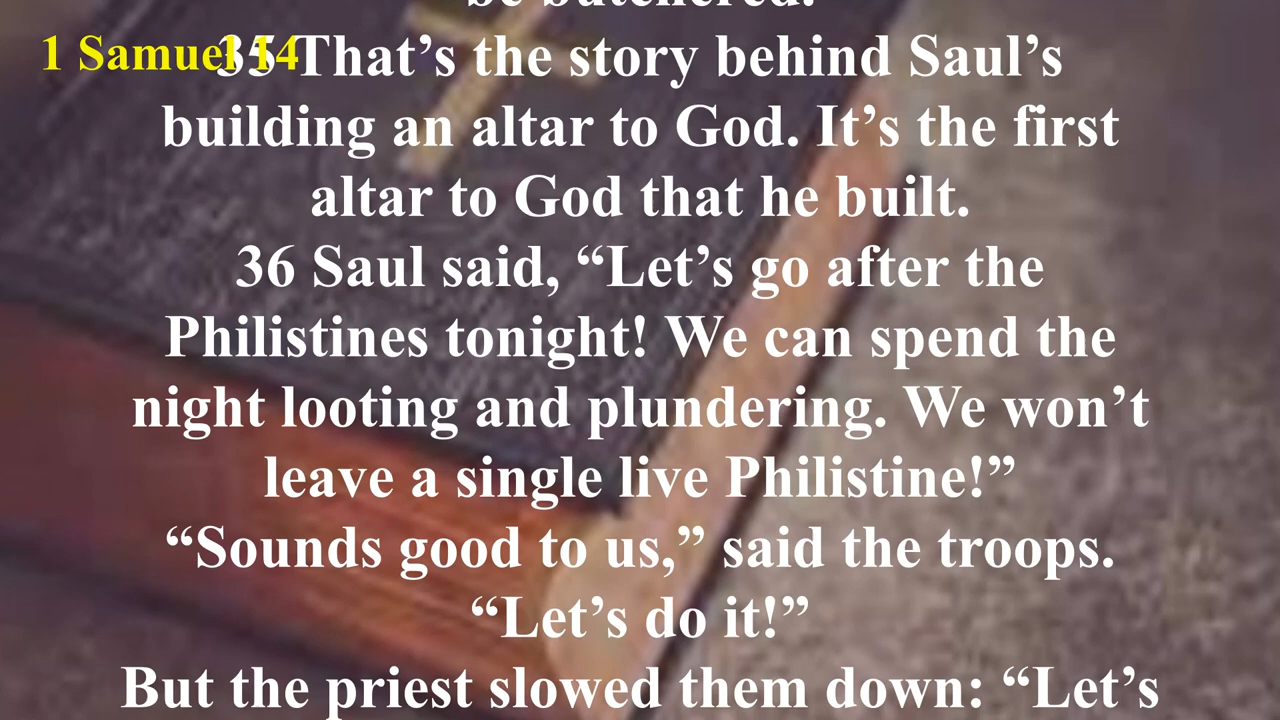 be butchered.
1 Samuel 14
35 That’s the story behind Saul’s
building an altar to God. It’s the first
altar to God that he built.
36 Saul said, “Let’s go after the
Philistines tonight! We can spend the
night looting and plundering. We won’t
leave a single live Philistine!”
“Sounds good to us,” said the troops.
“Let’s do it!”
But the priest slowed them down: “Let’s